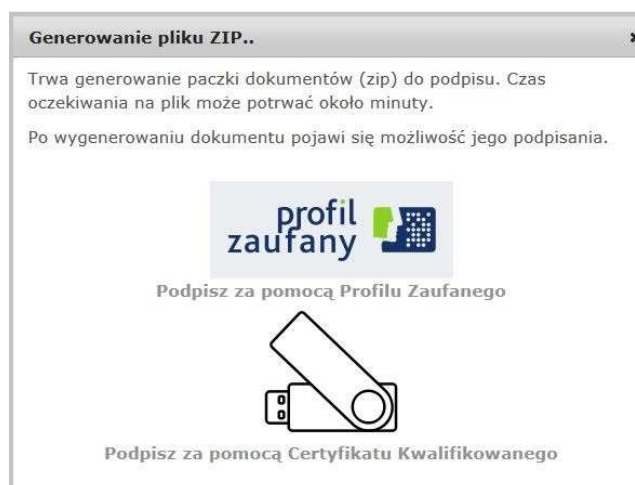 Generowanie pliku ZIP..
Trwa generowanie paczki dokumentów (zip) do podpisu. Czas
oczekiwania na plik może potrwać około minuty.
Po wygenerowaniu dokumentu pojawi się możliwość jego podpisania.
profil
zaufany
Podpisz za pomocą Profilu Zaufanego
Podpisz za pomocą Certyfikatu Kwalifikowanego